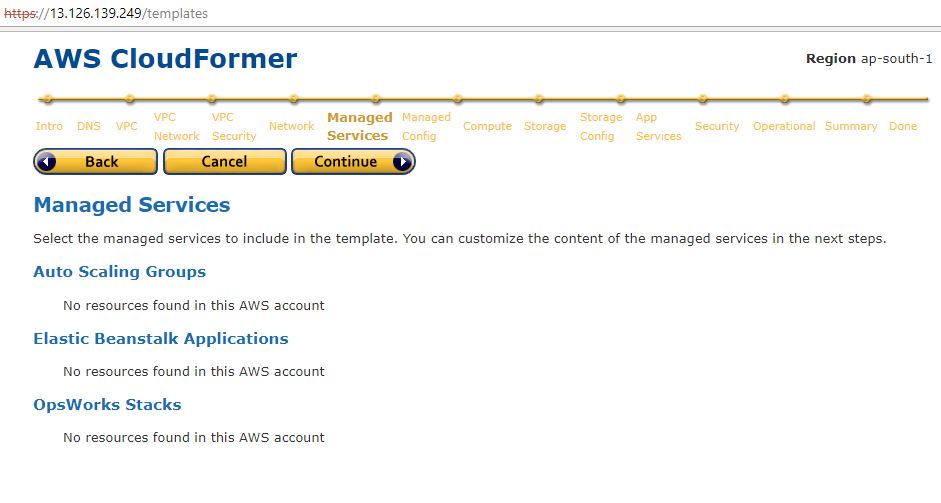 https://13.126.139.249/templates
AWS CloudFormer
Region ap-south-1
Intro
DNS
VPC
VPC
Network
VPC
Security
Network
Managed
Services
Managed
Config
Compute
Storage
Storage
Config
App
Services
Security
Operational
Summary
Done
Back
Cancel
Continue
Managed Services
Select the managed services to include in the template. You can customize the content of the managed services in the next steps.
Auto Scaling Groups
No resources found in this AWS account
Elastic Beanstalk Applications
No resources found in this AWS account
OpsWorks Stacks
No resources found in this AWS account